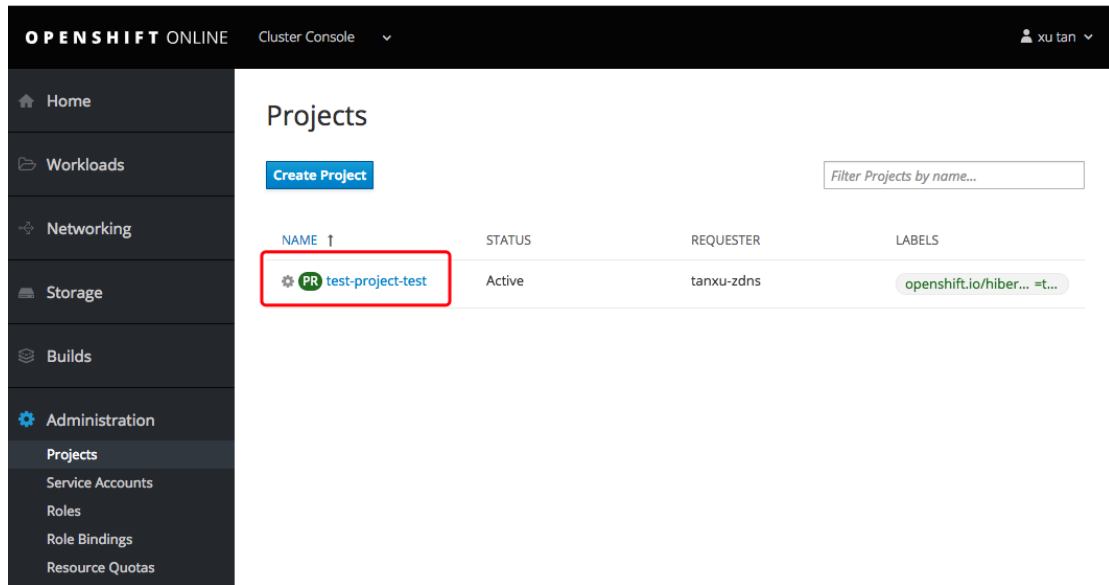 OPENSHIFT ONLINE Cluster Console xu tan
Home
Workloads
Networking
Storage
Builds
Administration
Projects
Service Accounts
Roles
Role Bindings
Resource Quotas
Projects
Create Project Filter Projects by name...
NAME ↑ STATUS REQUESTER LABELS
PR test-project-test Active tanxu-zdns openshift.io/hiber... =t...